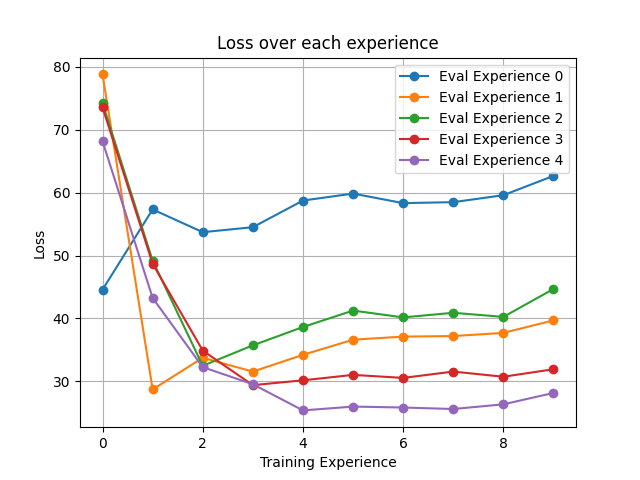 Loss over each experience
Eval Experience 0
Eval Experience 1
Eval Experience 2
Eval Experience 3
Eval Experience 4
80
70
60
50
40
30
Loss
0 2 4 6 8
Training Experience